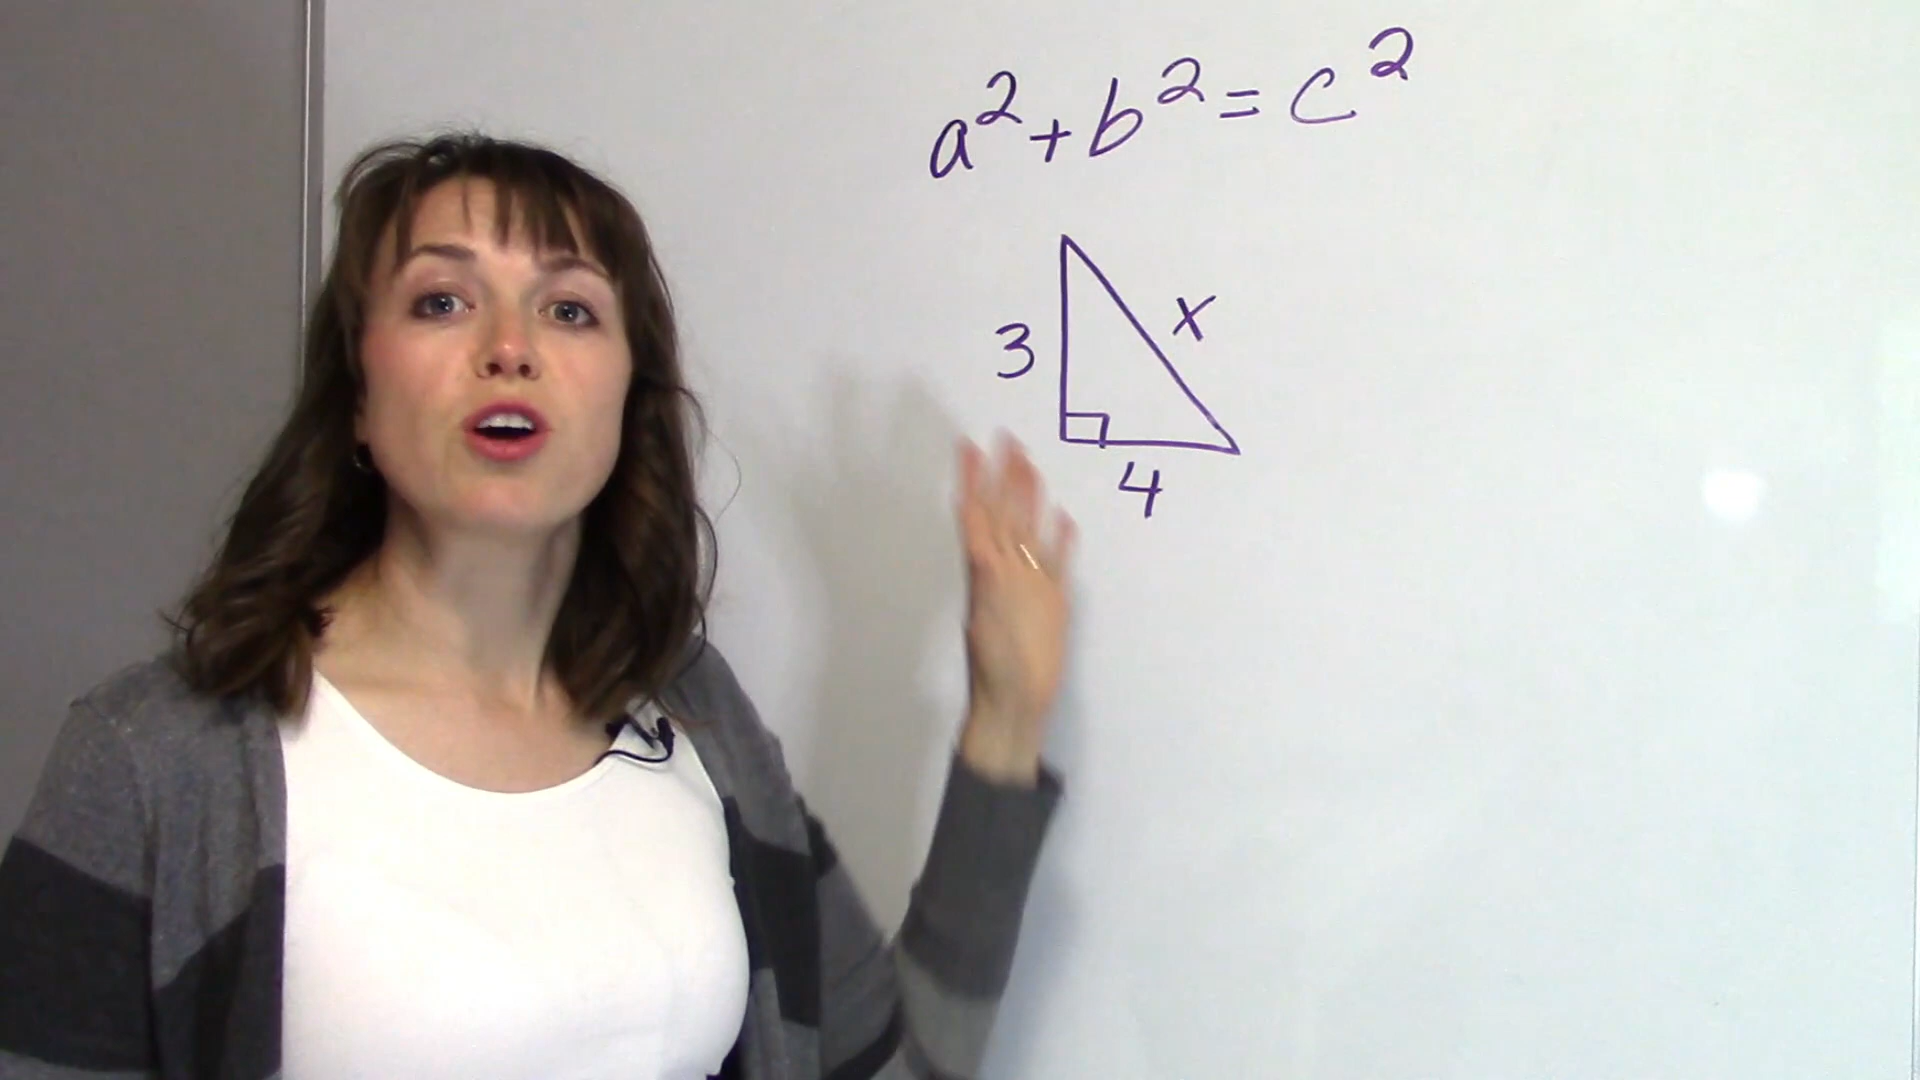 a² + b² = c²
x
3
4